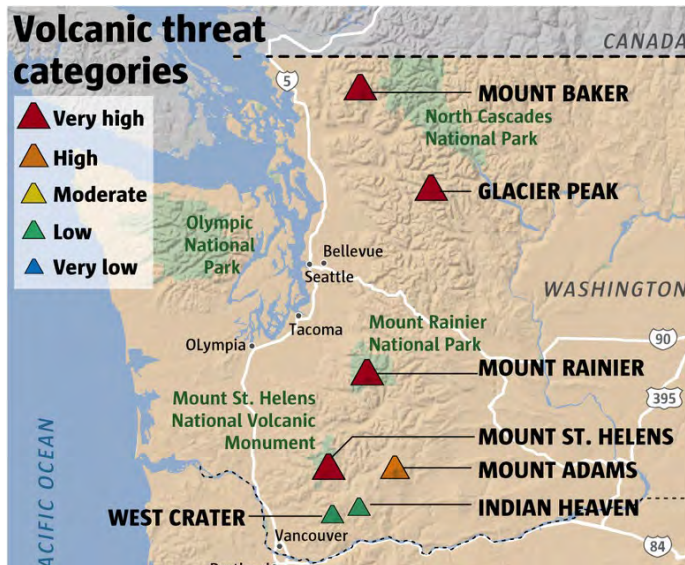 Volcanic threat
categories
Very high
High
Moderate
Low
Very low
CANADA
5
MOUNT BAKER
North Cascades
National Park
GLACIER PEAK
Olympic
National
Park
Bellevue
Seattle
WASHINGTON
Tacoma
OLympia
Mount Rainier
National Park
90
MOUNT RAINIER
395
Mount St. Helens
National Volcanic
Monument
MOUNT ST. HELENS
MOUNT ADAMS
INDIAN HEAVEN
WEST CRATER
Vancouver
84
ACIFIC OCEAN